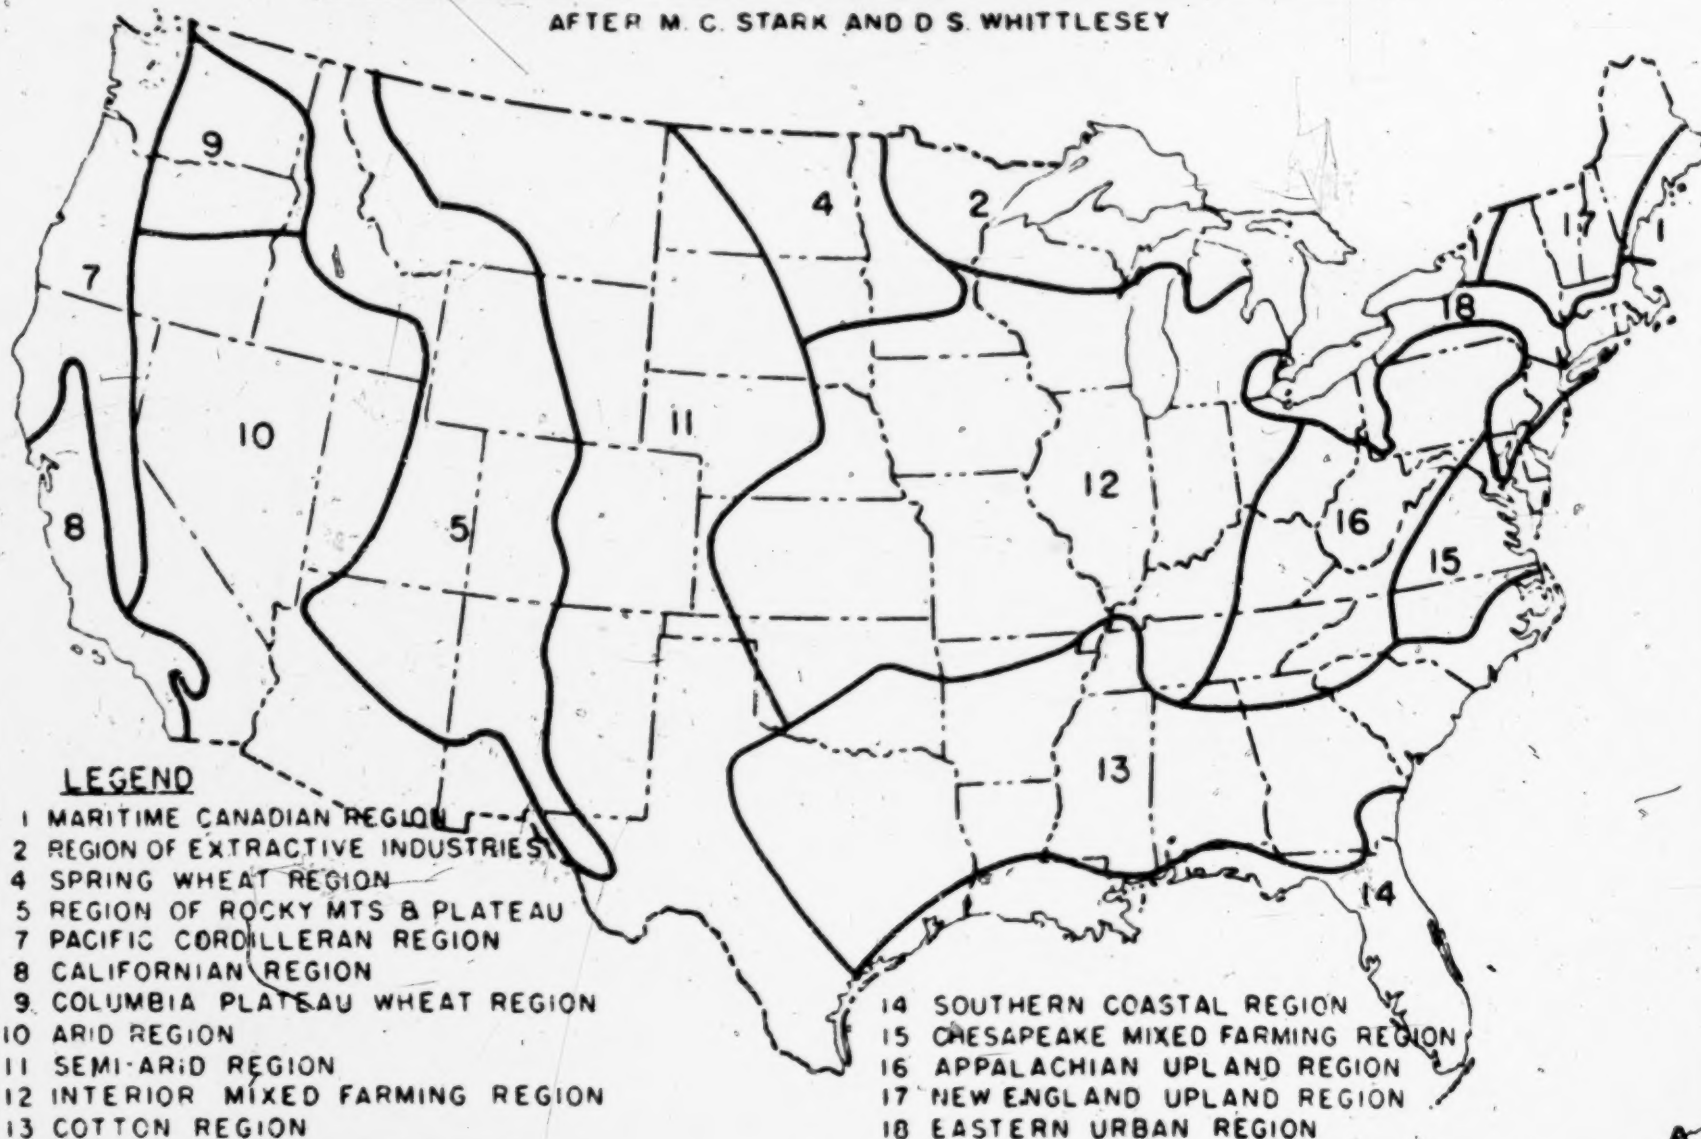 AFTER M. C. STARK AND D S. WHITTLESEY
9
4
2
17
1
7
18
10
11
12
8
5
16
15
13
14
LEGEND
1 MARITIME CANADIAN REGION
2 REGION OF EXTRACTIVE INDUSTRIES
4 SPRING WHEAT REGION
5 REGION OF ROCKY MTS & PLATEAU
7 PACIFIC CORDILLERAN REGION
8 CALIFORNIAN REGION
9 COLUMBIA PLATEAU WHEAT REGION
10 ARID REGION
11 SEMI-ARID REGION
12 INTERIOR MIXED FARMING REGION
13 COTTON REGION
14 SOUTHERN COASTAL REGION
15 CHESAPEAKE MIXED FARMING REGION
16 APPALACHIAN UPLAND REGION
17 NEW ENGLAND UPLAND REGION
18 EASTERN URBAN REGION